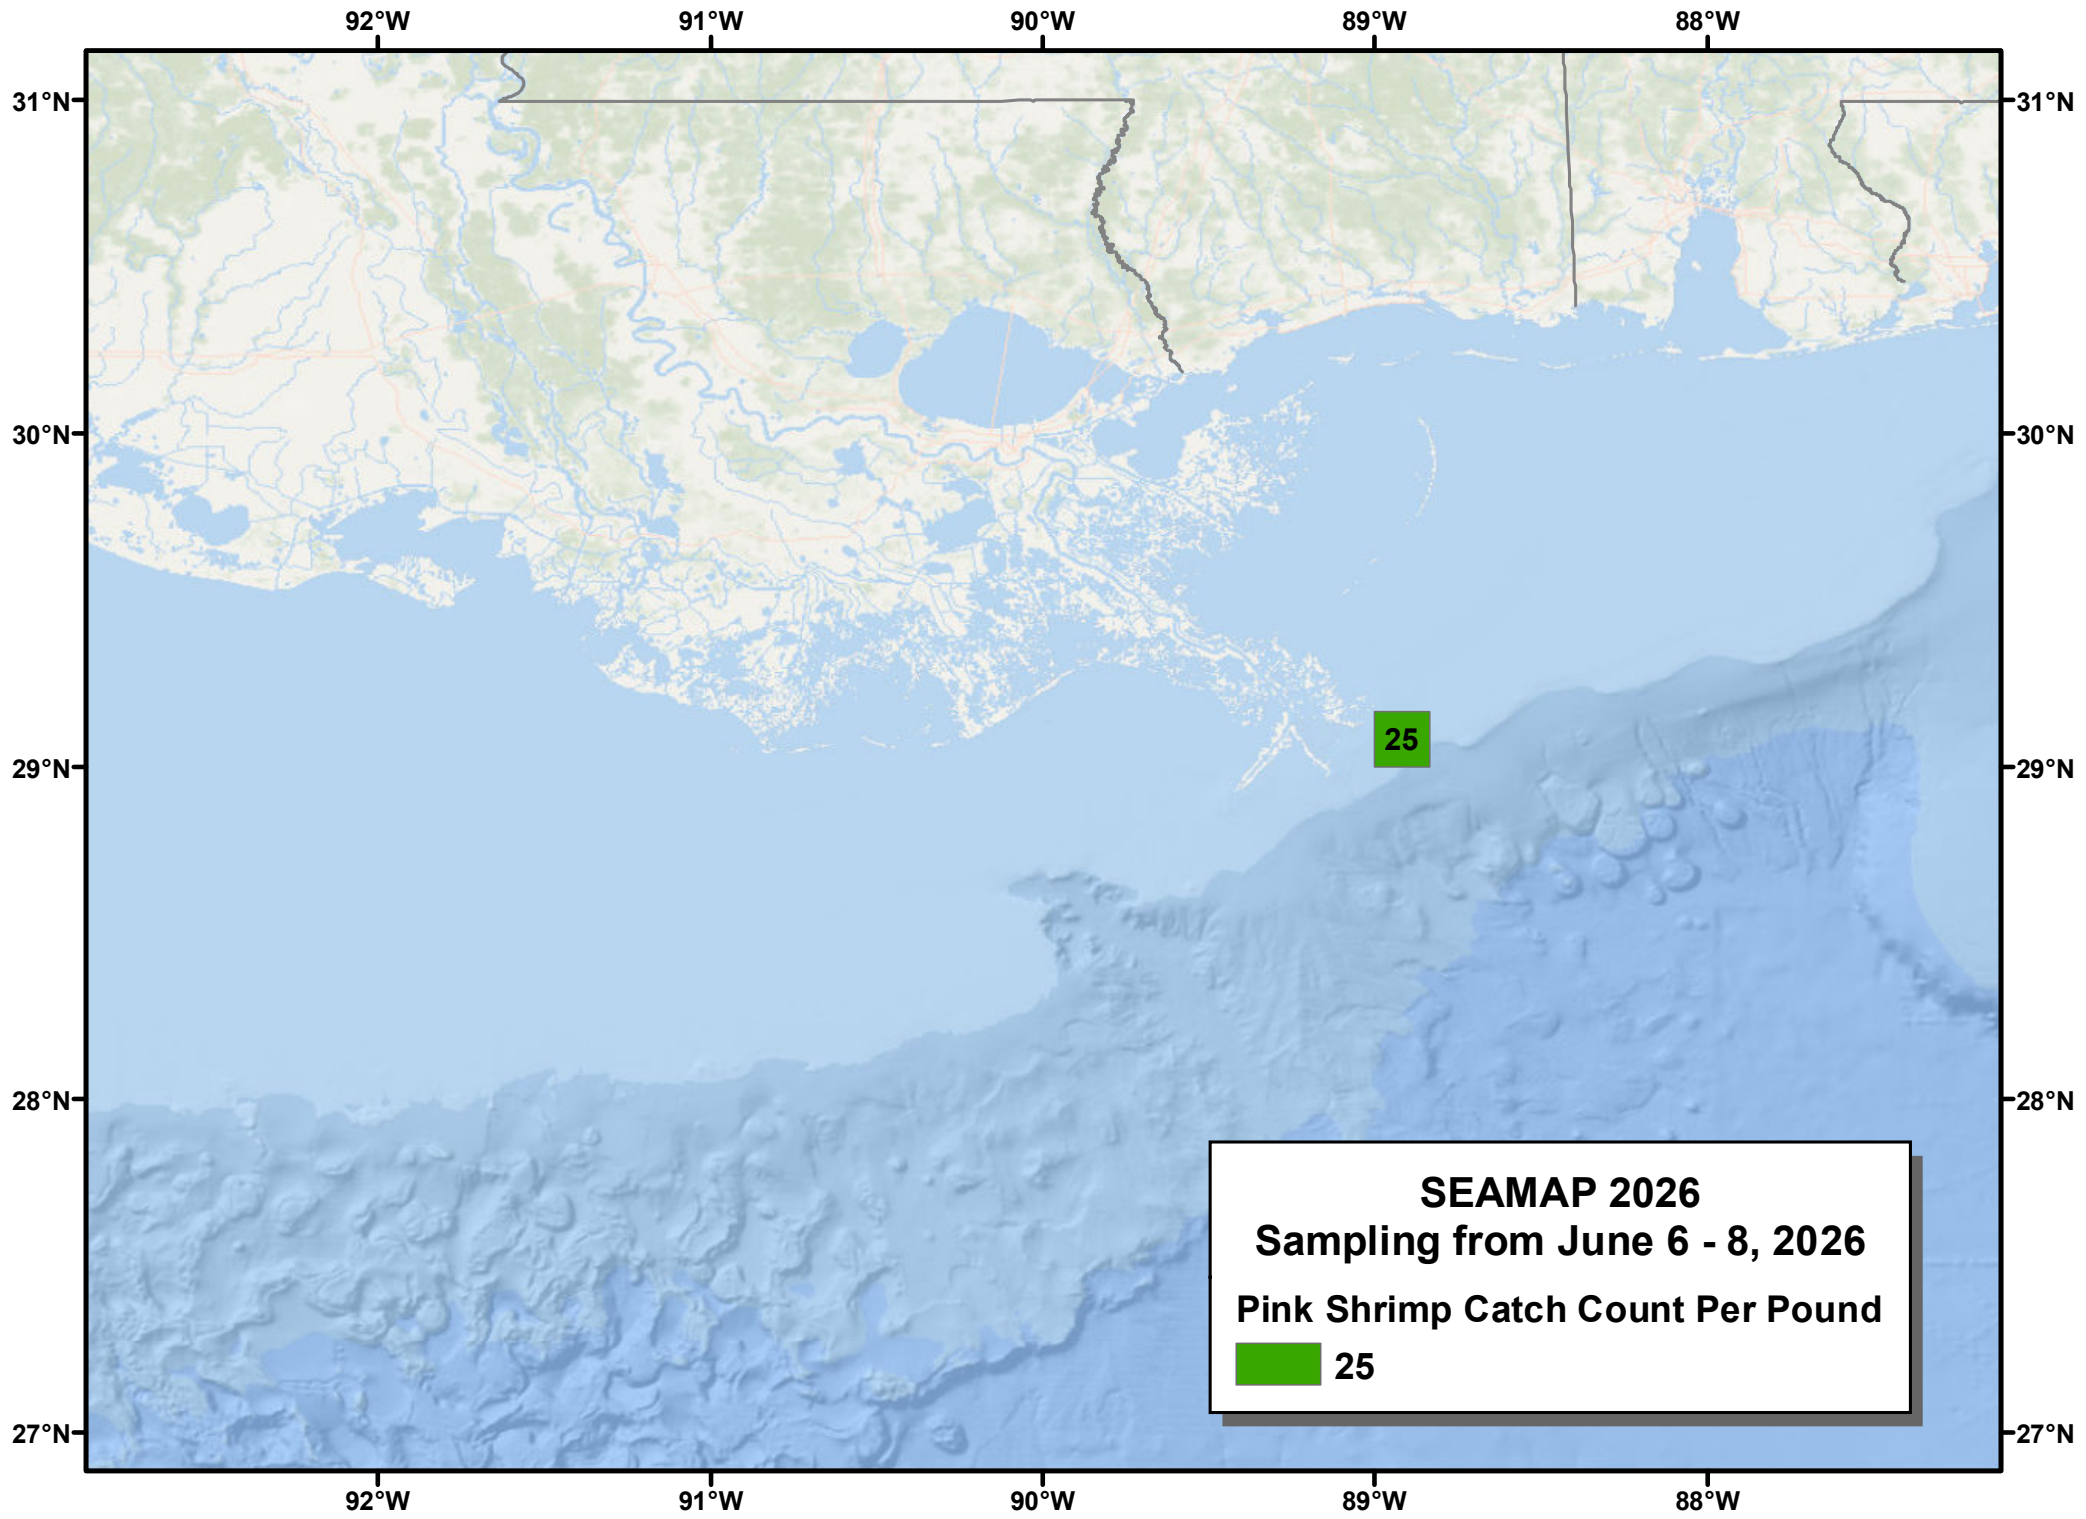 92°W 91°W 90°W 89°W 88°W
31°N 31°N
30°N 30°N
25
29°N 29°N
28°N 28°N
SEAMAP 2026
Sampling from June 6 - 8, 2026
Pink Shrimp Catch Count Per Pound
25
27°N 27°N
92°W 91°W 90°W 89°W 88°W